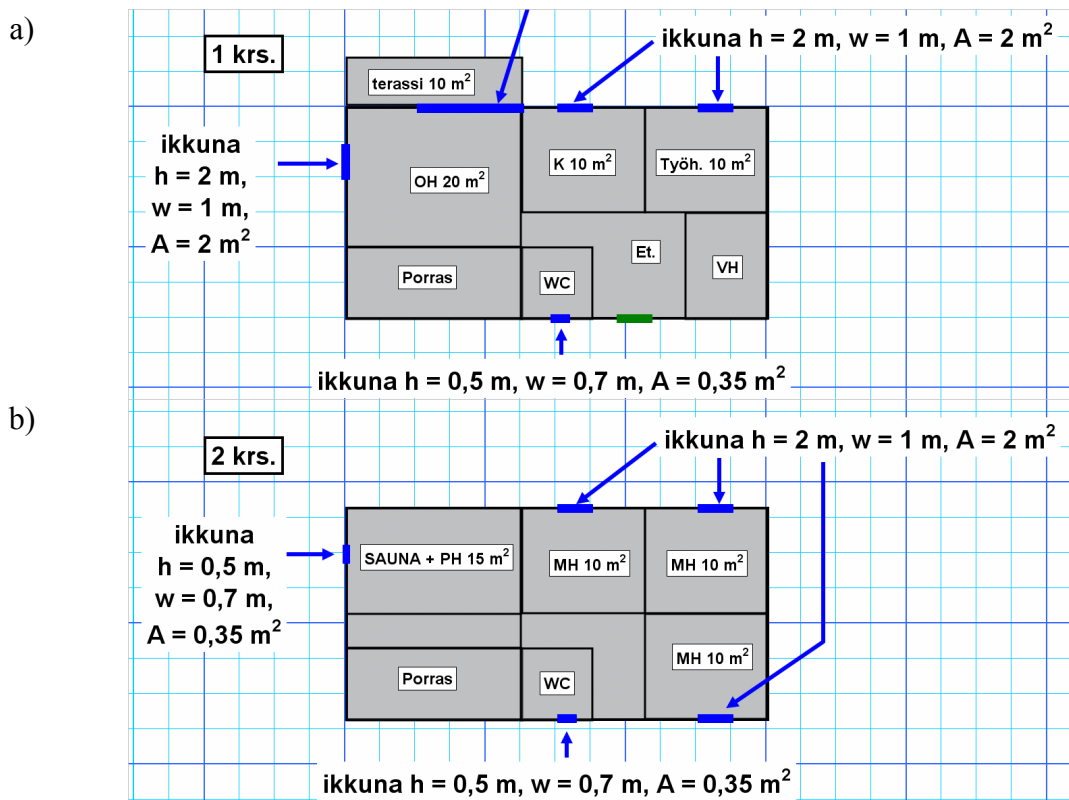 a)
1 krs.
ikkuna h = 2 m, w = 1 m, A = 2 m²
terassi 10 m²
ikkuna
h = 2 m,
w = 1 m,
A = 2 m²
OH 20 m²
K 10 m²
Työh. 10 m²
Porras
WC
Et.
VH
ikkuna h = 0,5 m, w = 0,7 m, A = 0,35 m²
b)
2 krs.
ikkuna h = 2 m, w = 1 m, A = 2 m²
ikkuna
h = 0,5 m,
w = 0,7 m,
A = 0,35 m²
SAUNA + PH 15 m²
MH 10 m²
MH 10 m²
MH 10 m²
Porras
WC
ikkuna h = 0,5 m, w = 0,7 m, A = 0,35 m²